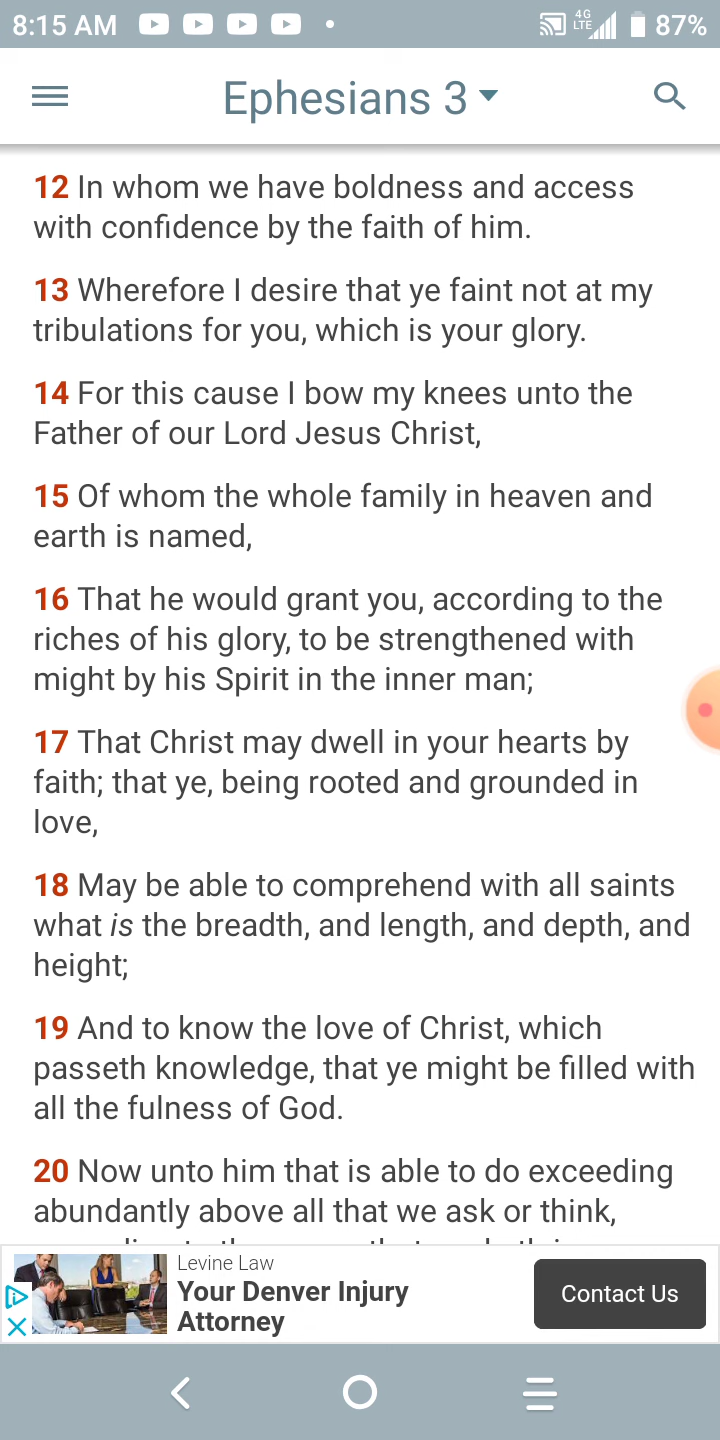 8:15 AM
4G
LTE
87%
Ephesians 3
12 In whom we have boldness and access
with confidence by the faith of him.
13 Wherefore I desire that ye faint not at my
tribulations for you, which is your glory.
14 For this cause I bow my knees unto the
Father of our Lord Jesus Christ,
15 Of whom the whole family in heaven and
earth is named,
16 That he would grant you, according to the
riches of his glory, to be strengthened with
might by his Spirit in the inner man;
17 That Christ may dwell in your hearts by
faith; that ye, being rooted and grounded in
love,
18 May be able to comprehend with all saints
what is the breadth, and length, and depth, and
height;
19 And to know the love of Christ, which
passeth knowledge, that ye might be filled with
all the fulness of God.
20 Now unto him that is able to do exceeding
abundantly above all that we ask or think,
Levine Law
Your Denver Injury
Attorney
Contact Us